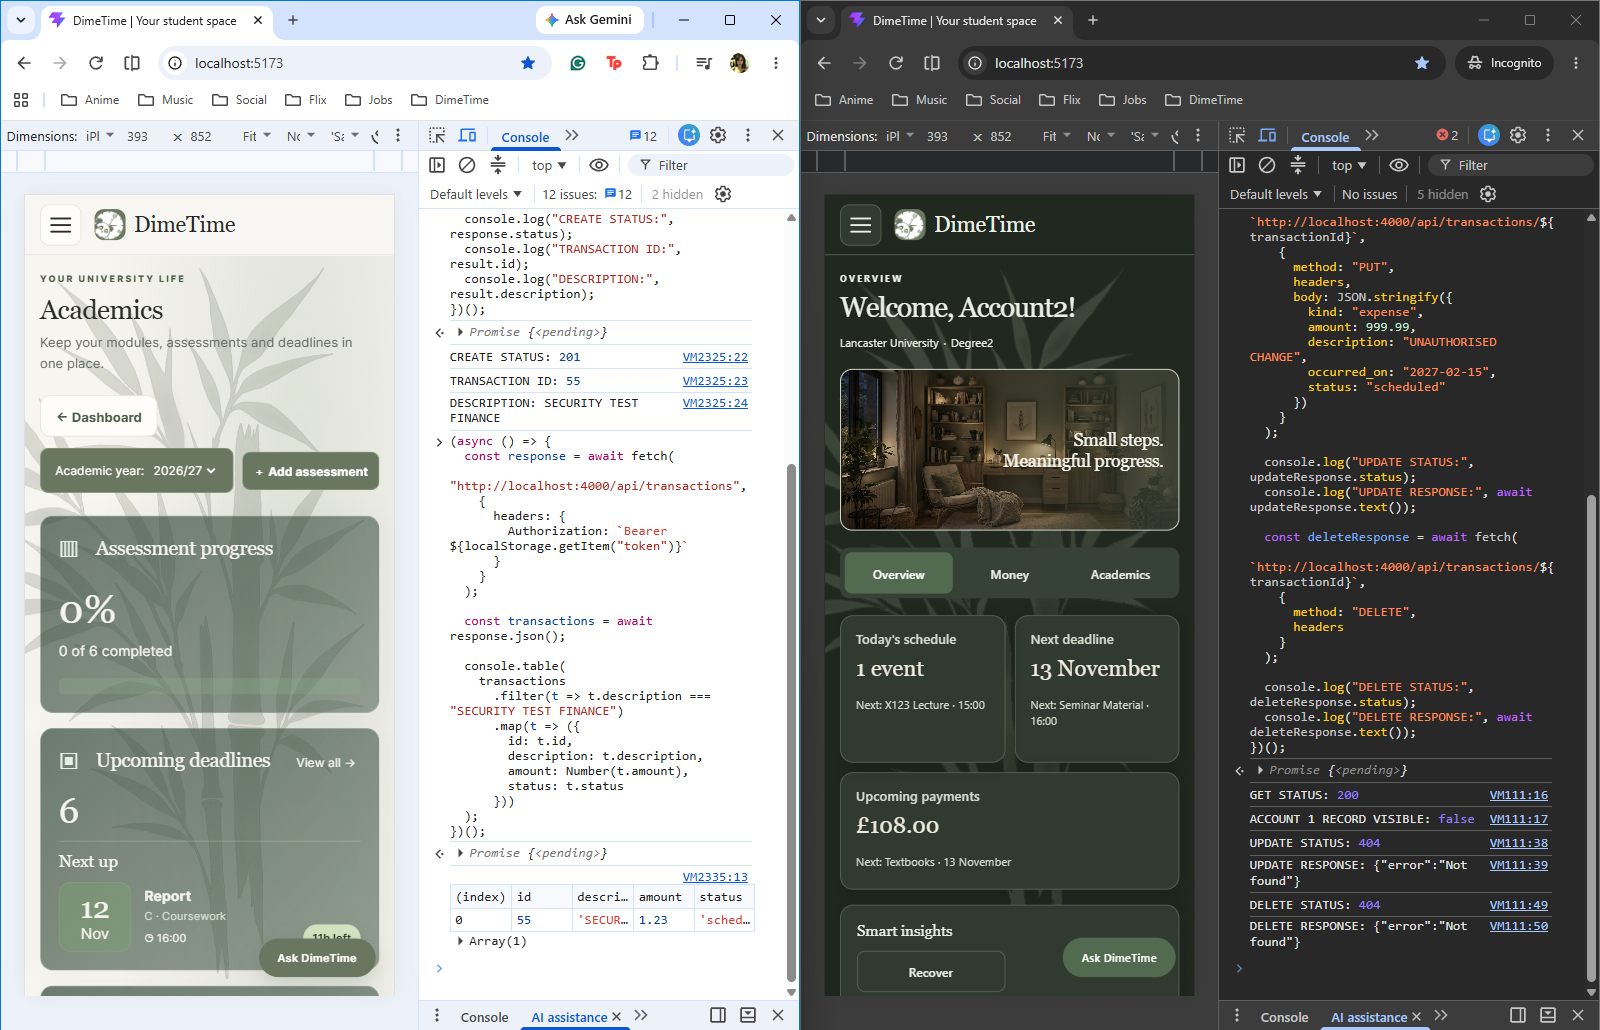 DimeTime | Your student space
Ask Gemini
localhost:5173
Anime
Music
Social
Flix
Jobs
DimeTime
Dimensions: iPl
393
× 852
Fit
Nc
'Sa
Console
12
top
Filter
Default levels
12 issues:
12
2 hidden
DimeTime
YOUR UNIVERSITY LIFE
Academics
Keep your modules, assessments and deadlines in
one place.
← Dashboard
Academic year: 2026/27
+ Add assessment
Assessment progress
0%
0 of 6 completed
Upcoming deadlines
View all →
6
Next up
12
Nov
Report
C · Coursework
16:00
11h left
Ask DimeTime
console.log("CREATE STATUS:",
response.status);
console.log("TRANSACTION ID:",
result.id);
console.log("DESCRIPTION:",
result.description);
})();
Promise {<pending>}
CREATE STATUS: 201
VM2325:22
TRANSACTION ID: 55
VM2325:23
DESCRIPTION: SECURITY TEST
FINANCE
VM2325:24
(async () => {
const response = await fetch(
"http://localhost:4000/api/transactions",
{
headers: {
Authorization: `Bearer
${localStorage.getItem("token")}`
}
}
);
const transactions = await
response.json();
console.table(
transactions
.filter(t => t.description ===
"SECURITY TEST FINANCE")
.map(t => ({
id: t.id,
description: t.description,
amount: Number(t.amount),
status: t.status
}))
);
})();
Promise {<pending>}
VM2335:13
(index) id descri… amount status
0 55 'SECUR… 1.23 'sched…
Array(1)
Console
AI assistance
DimeTime | Your student space
localhost:5173
Incognito
Anime
Music
Social
Flix
Jobs
DimeTime
Dimensions: iPl
393
× 852
Fit
Nc
'Sa
Console
2
top
Filter
Default levels
No issues
5 hidden
DimeTime
OVERVIEW
Welcome, Account2!
Lancaster University · Degree2
Small steps.
Meaningful progress.
Overview
Money
Academics
Today's schedule
1 event
Next: X123 Lecture · 15:00
Next deadline
13 November
Next: Seminar Material ·
16:00
Upcoming payments
£108.00
Next: Textbooks · 13 November
Smart insights
Recover
Ask DimeTime
`http://localhost:4000/api/transactions/${
transactionId}`,
{
method: "PUT",
headers,
body: JSON.stringify({
kind: "expense",
amount: 999.99,
description: "UNAUTHORISED
CHANGE",
occurred_on: "2027-02-15",
status: "scheduled"
})
}
);
console.log("UPDATE STATUS:",
updateResponse.status);
console.log("UPDATE RESPONSE:", await
updateResponse.text());
const deleteResponse = await fetch(
`http://localhost:4000/api/transactions/${
transactionId}`,
{
method: "DELETE",
headers
}
);
console.log("DELETE STATUS:",
deleteResponse.status);
console.log("DELETE RESPONSE:", await
deleteResponse.text());
})();
Promise {<pending>}
GET STATUS: 200
VM111:16
ACCOUNT 1 RECORD VISIBLE: false
VM111:17
UPDATE STATUS: 404
VM111:38
UPDATE RESPONSE: {"error":"Not
found"}
VM111:39
DELETE STATUS: 404
VM111:49
DELETE RESPONSE: {"error":"Not
found"}
VM111:50
Console
AI assistance